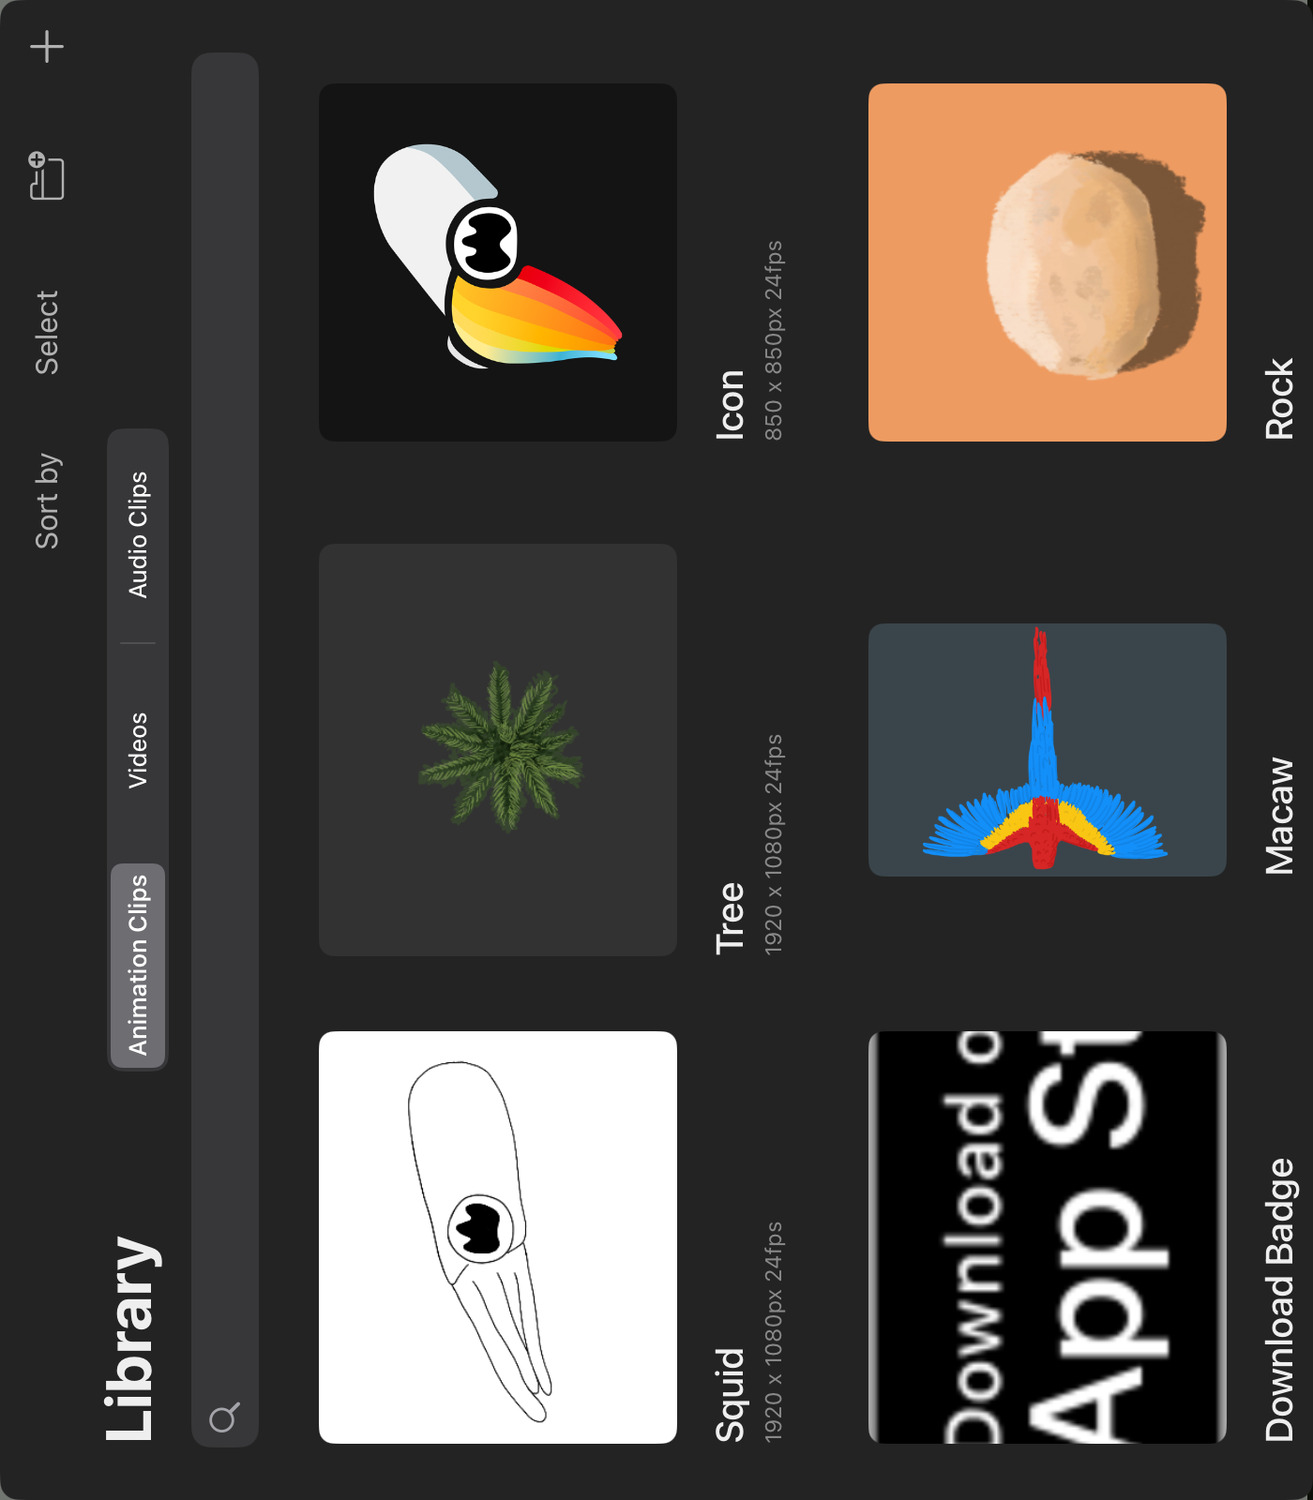 Sort by Select
Library
Animation Clips Videos Audio Clips
Squid Tree Icon
1920 x 1080px 24fps 1920 x 1080px 24fps 850 x 850px 24fps
Download o
App St
Download Badge Macaw Rock